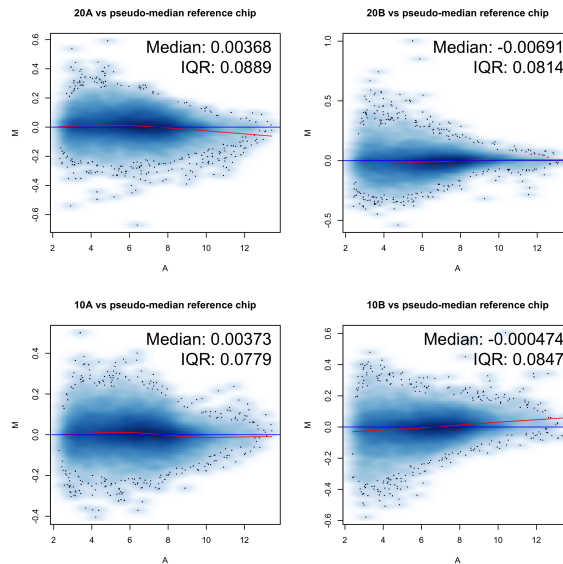 20A vs pseudo-median reference chip
Median: 0.00368
IQR: 0.0889
M
0.6
0.4
0.2
0.0
-0.2
-0.4
-0.6
2 4 6 8 10 12
A
20B vs pseudo-median reference chip
Median: -0.00691
IQR: 0.0814
M
1.0
0.5
0.0
-0.5
2 4 6 8 10 12
A
10A vs pseudo-median reference chip
Median: 0.00373
IQR: 0.0779
M
0.4
0.2
0.0
-0.2
-0.4
2 4 6 8 10 12
A
10B vs pseudo-median reference chip
Median: -0.000474
IQR: 0.0847
M
0.6
0.4
0.2
0.0
-0.2
-0.4
-0.6
2 4 6 8 10 12
A